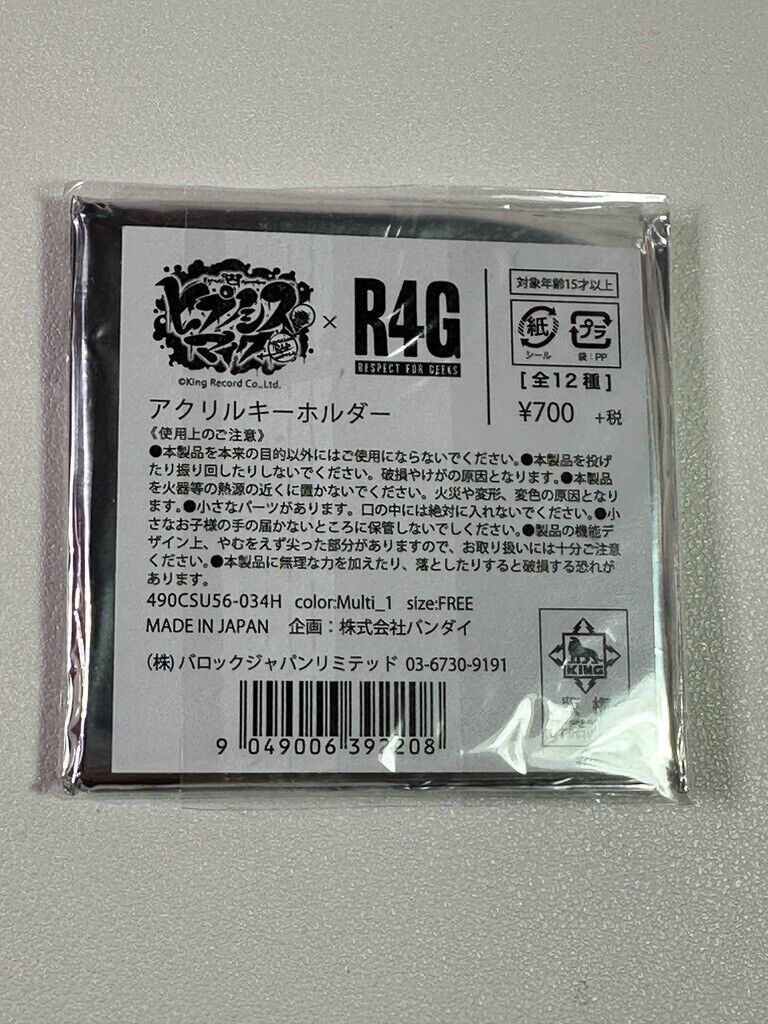 ヒプノシスマイク
×
R4G
RESPECT FOR GEEKS
©King Record Co.,Ltd.
対象年齢15才以上
紙
シール
プラ
袋：PP
[全12種]
¥700 +税
アクリルキーホルダー
《使用上のご注意》
●本製品を本来の目的以外にはご使用にならないでください。●本製品を投げ
たり振り回したりしないでください。破損やけがの原因となります。●本製品
を火器等の熱源の近くに置かないでください。火災や変形、変色の原因となり
ます。●小さなパーツがあります。口の中には絶対に入れないでください。●小
さなお子様の手の届かないところに保管しないでしください。●製品の機能デ
ザイン上、やむをえず尖った部分がありますので、お取り扱いには十分ご注意
ください。●本製品に無理な力を加えたり、落としたりすると破損する恐れが
あります。
490CSU56-034H color:Multi_1 size:FREE
MADE IN JAPAN 企画：株式会社バンダイ
（株）バロックジャパンリミテッド 03-6730-9191
9 049006 392208
KING